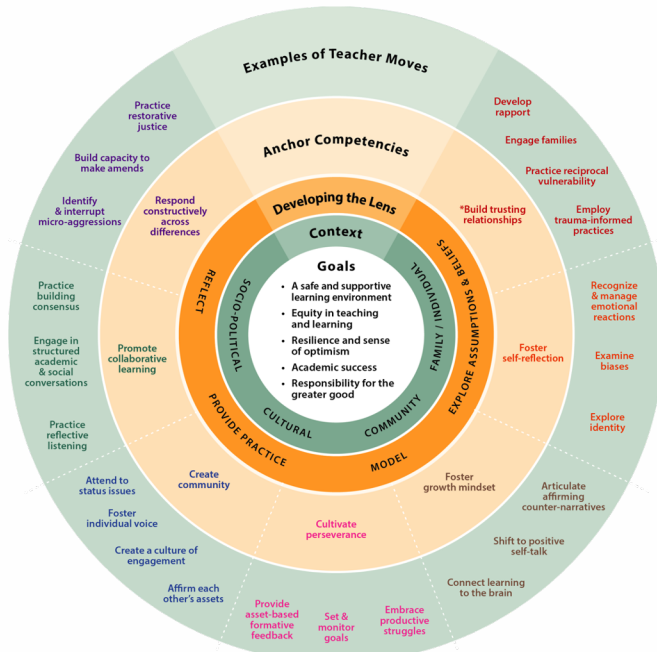 Examples of Teacher Moves
Anchor Competencies
Developing the Lens
Context
Goals
• A safe and supportive
learning environment
• Equity in teaching
and learning
• Resilience and sense
of optimism
• Academic success
• Responsibility for the
greater good
SOCIO-POLITICAL
CULTURAL
COMMUNITY
FAMILY / INDIVIDUAL
REFLECT
PROVIDE PRACTICE
MODEL
EXPLORE ASSUMPTIONS & BELIEFS
*Build trusting
relationships
Develop
rapport
Engage families
Practice reciprocal
vulnerability
Employ
trauma-informed
practices
Foster
self-reflection
Recognize
& manage
emotional
reactions
Examine
biases
Explore
identity
Foster
growth mindset
Articulate
affirming
counter-narratives
Shift to positive
self-talk
Connect learning
to the brain
Cultivate
perseverance
Embrace
productive
struggles
Set &
monitor
goals
Provide
asset-based
formative
feedback
Create
community
Attend to
status issues
Foster
individual voice
Create a culture of
engagement
Affirm each
other's assets
Promote
collaborative
learning
Practice
building
consensus
Engage in
structured
academic
& social
conversations
Practice
reflective
listening
Respond
constructively
across
differences
Practice
restorative
justice
Build capacity to
make amends
Identify
& interrupt
micro-aggressions